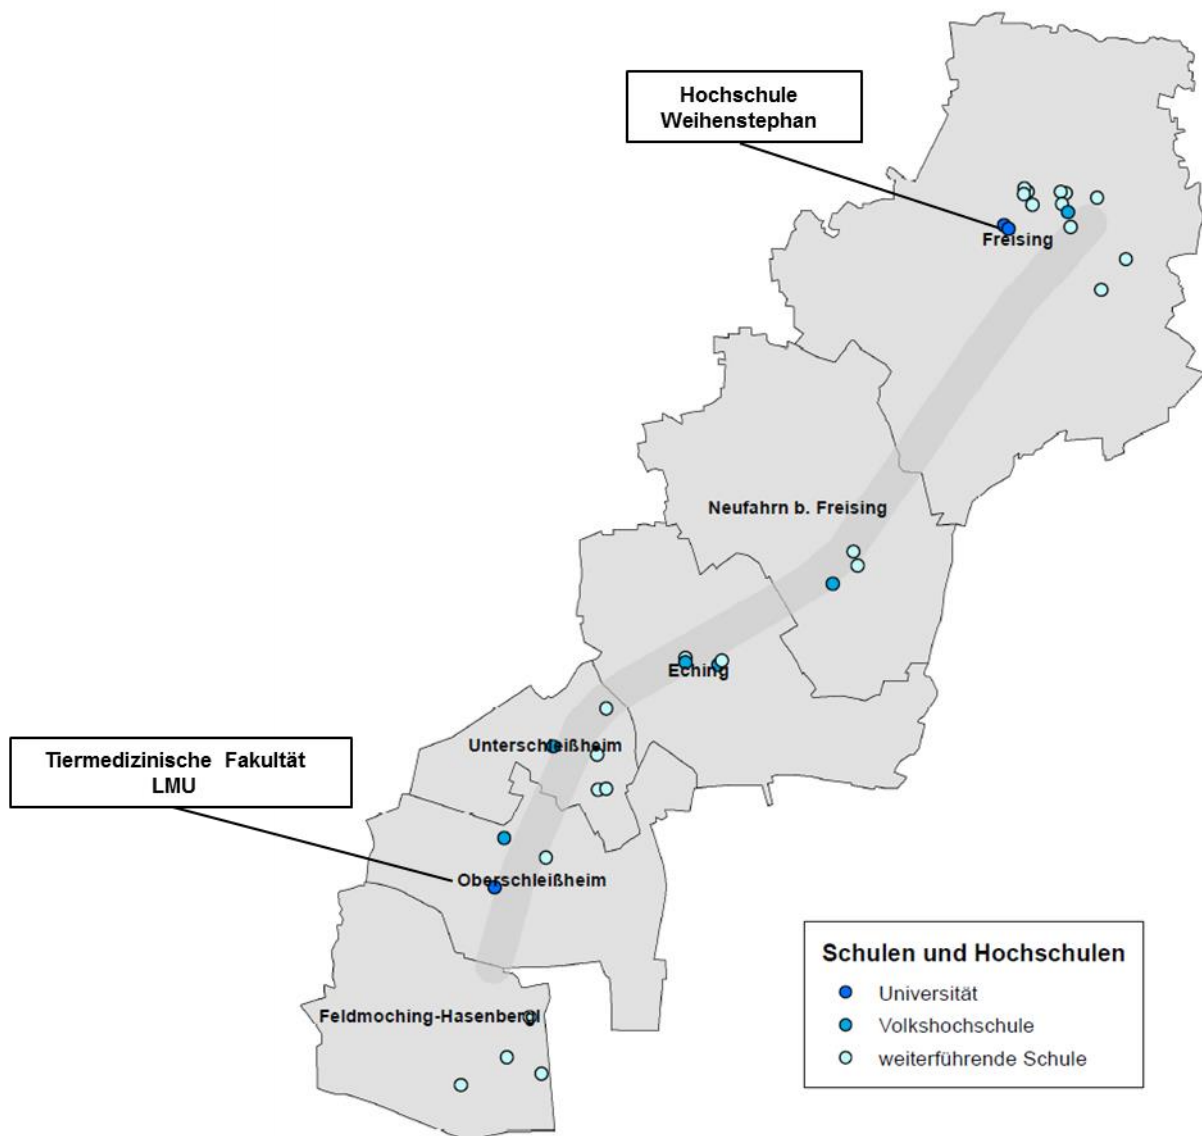 Hochschule
Weihenstephan
Freising
Neufahrn b. Freising
Eching
Unterschleißheim
Tiermedizinische Fakultät
LMU
Oberschleißheim
Feldmoching-Hasenbergl
Schulen und Hochschulen
Universität
Volkshochschule
weiterführende Schule